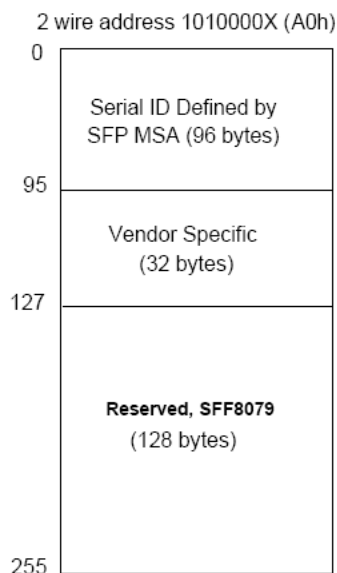 2 wire address 1010000X (A0h)
0
Serial ID Defined by
SFP MSA (96 bytes)
95
Vendor Specific
(32 bytes)
127
Reserved, SFF8079
(128 bytes)
255